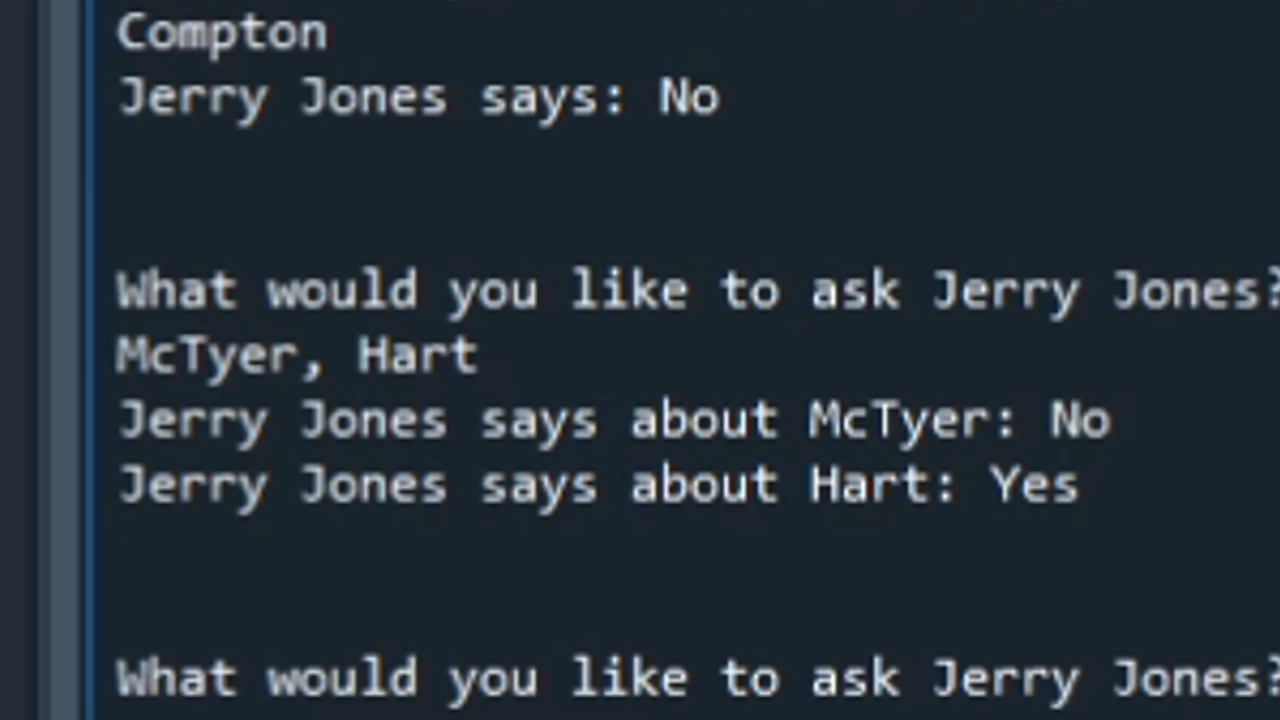 Compton
Jerry Jones says: No
What would you like to ask Jerry Jones?
McTyer, Hart
Jerry Jones says about McTyer: No
Jerry Jones says about Hart: Yes
What would you like to ask Jerry Jones?